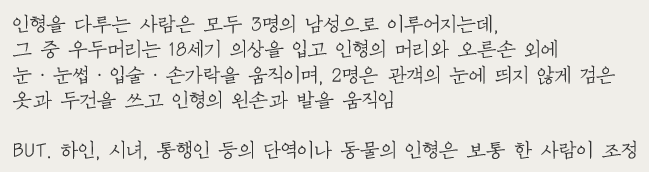 인형을 다루는 사람은 모두 3명의 남성으로 이루어지는데,
그 중 우두머리는 18세기 의상을 입고 인형의 머리와 오른손 외에
눈 · 눈썹 · 입술 · 손가락을 움직이며, 2명은 관객의 눈에 띄지 않게 검은
옷과 두건을 쓰고 인형의 왼손과 발을 움직임
BUT. 하인, 시녀, 통행인 등의 단역이나 동물의 인형은 보통 한 사람이 조정